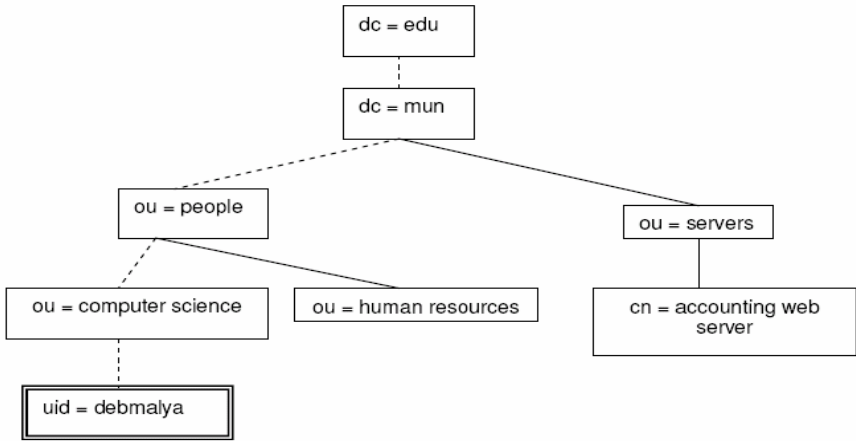 dc = edu
dc = mun
ou = people
ou = servers
ou = computer science
ou = human resources
cn = accounting web
server
uid = debmalya